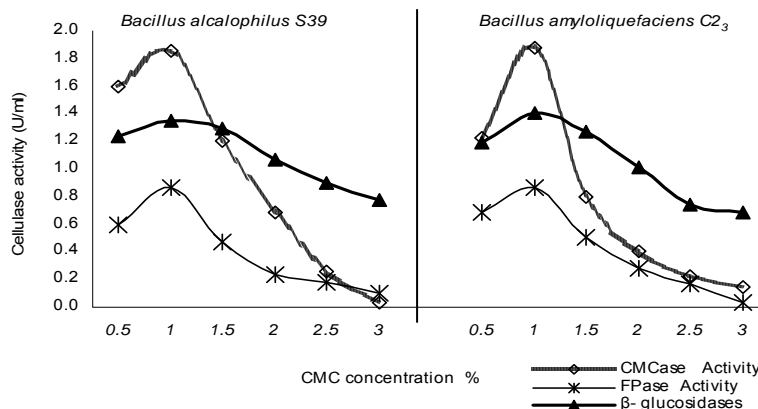 Bacillus alcalophilus S39
Bacillus amyloliquefaciens C2₃
Cellulase activity (U/ml)
2.0
1.8
1.6
1.4
1.2
1.0
0.8
0.6
0.4
0.2
0.0
0.5 1 1.5 2 2.5 3
0.5 1 1.5 2 2.5 3
CMC concentration %
CMCase Activity
FPase Activity
β- glucosidases